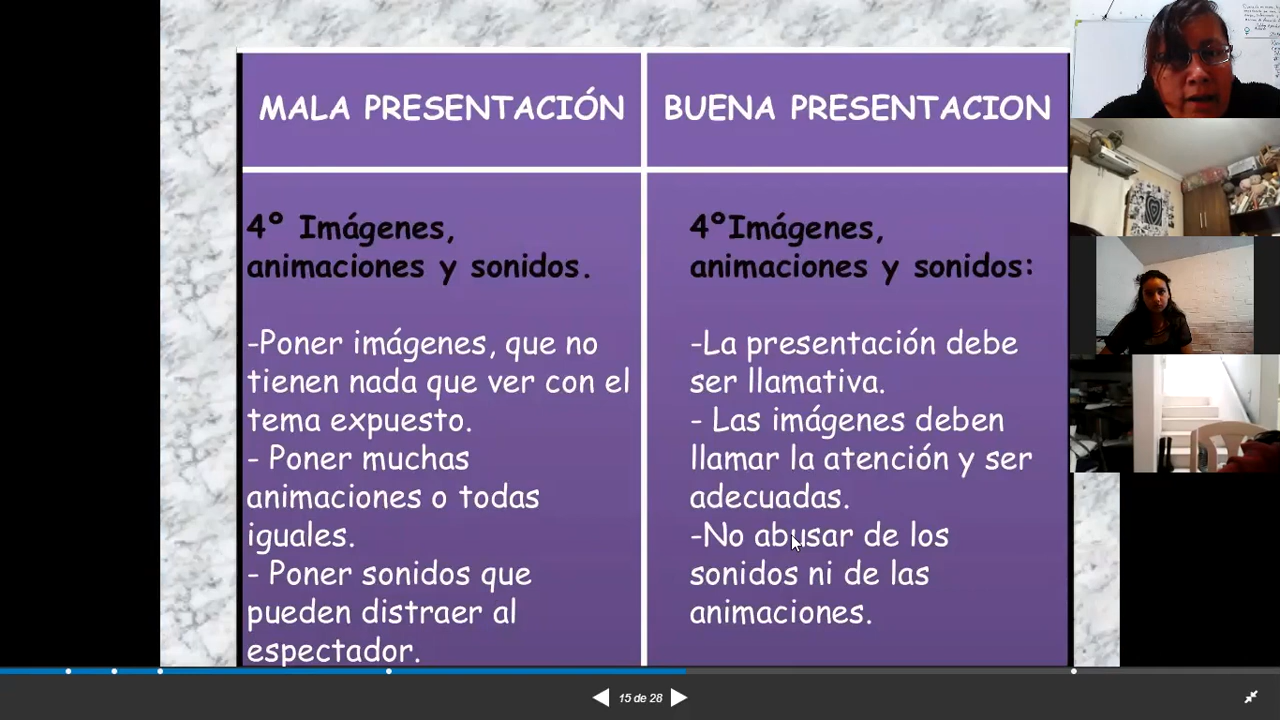 MALA PRESENTACIÓN
BUENA PRESENTACION
4º Imágenes,
animaciones y sonidos.
-Poner imágenes, que no
tienen nada que ver con el
tema expuesto.
- Poner muchas
animaciones o todas
iguales.
- Poner sonidos que
pueden distraer al
espectador.
4ºImágenes,
animaciones y sonidos:
-La presentación debe
ser llamativa.
- Las imágenes deben
llamar la atención y ser
adecuadas.
-No abusar de los
sonidos ni de las
animaciones.
15 de 28